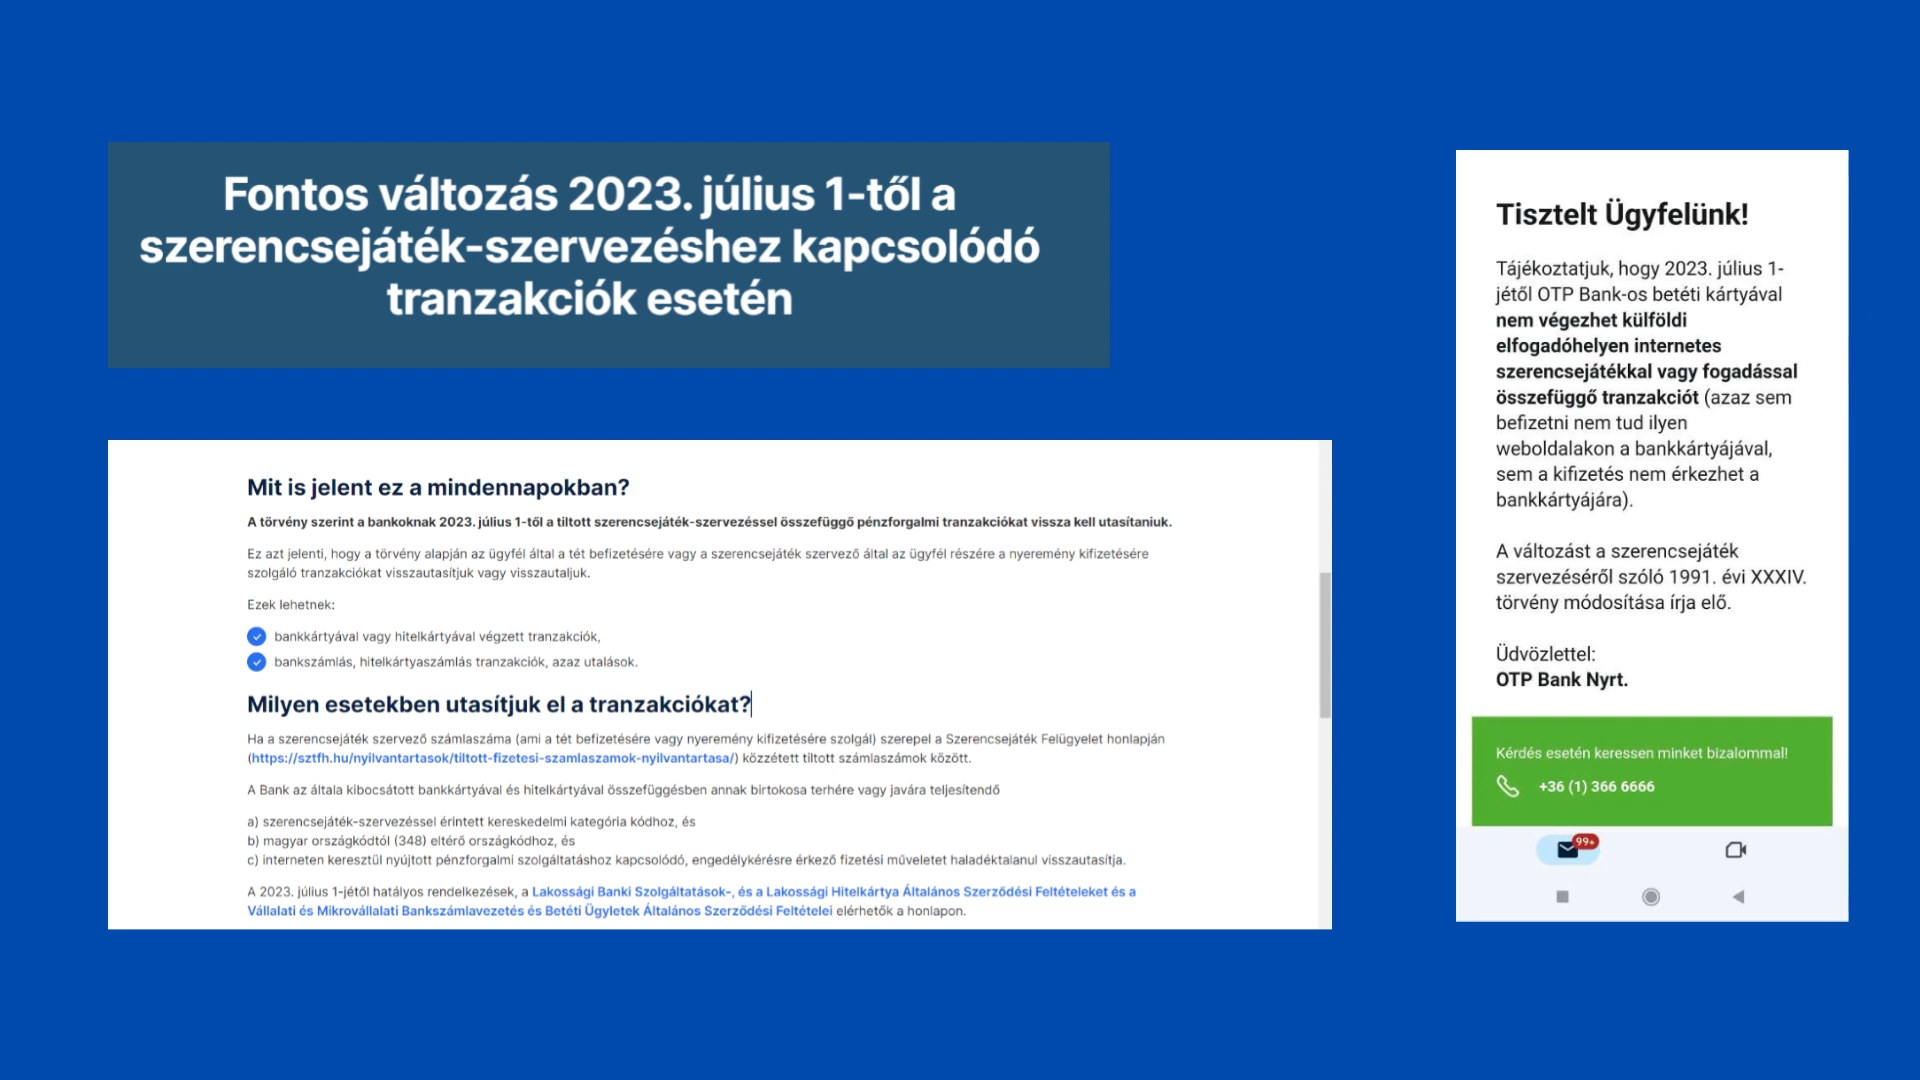 Fontos változás 2023. július 1-től a
szerencsejáték-szervezéshez kapcsolódó
tranzakciók esetén
Mit is jelent ez a mindennapokban?
A törvény szerint a bankoknak 2023. július 1-től a tiltott szerencsejáték-szervezéssel összefüggő pénzforgalmi tranzakciókat vissza kell utasítaniuk.
Ez azt jelenti, hogy a törvény alapján az ügyfél által a tét befizetésére vagy a szerencsejáték szervező által az ügyfél részére a nyeremény kifizetésére
szolgáló tranzakciókat visszautasítjuk vagy visszautaljuk.
Ezek lehetnek:
bankkártyával vagy hitelkártyával végzett tranzakciók,
bankszámlás, hitelkártyaszámlás tranzakciók, azaz utalások.
Milyen esetekben utasítjuk el a tranzakciókat?
Ha a szerencsejáték szervező számlaszáma (ami a tét befizetésére vagy nyeremény kifizetésére szolgál) szerepel a Szerencsejáték Felügyelet honlapján
(https://sztfh.hu/nyilvantartasok/tiltott-fizetesi-szamlaszamok-nyilvantartasa/) közzétett tiltott számlaszámok között.
A Bank az általa kibocsátott bankkártyával és hitelkártyával összefüggésben annak birtokosa terhére vagy javára teljesítendő
a) szerencsejáték-szervezéssel érintett kereskedelmi kategória kódhoz, és
b) magyar országkódtól (348) eltérő országkódhoz, és
c) interneten keresztül nyújtott pénzforgalmi szolgáltatáshoz kapcsolódó, engedélykérésre érkező fizetési műveletet haladéktalanul visszautasítja.
A 2023. július 1-jétől hatályos rendelkezések, a Lakossági Banki Szolgáltatások-, és a Lakossági Hitelkártya Általános Szerződési Feltételeket és a
Vállalati és Mikrovállalati Bankszámlavezetés és Betéti Ügyletek Általános Szerződési Feltételei elérhetők a honlapon.
Tisztelt Ügyfelünk!
Tájékoztatjuk, hogy 2023. július 1-
jétől OTP Bank-os betéti kártyával
nem végezhet külföldi
elfogadóhelyen internetes
szerencsejátékkal vagy fogadással
összefüggő tranzakciót (azaz sem
befizetni nem tud ilyen
weboldalakon a bankkártyájával,
sem a kifizetés nem érkezhet a
bankkártyájára).
A változást a szerencsejáték
szervezéséről szóló 1991. évi XXXIV.
törvény módosítása írja elő.
Üdvözlettel:
OTP Bank Nyrt.
Kérdés esetén keressen minket bizalommal!
+36 (1) 366 6666
99+